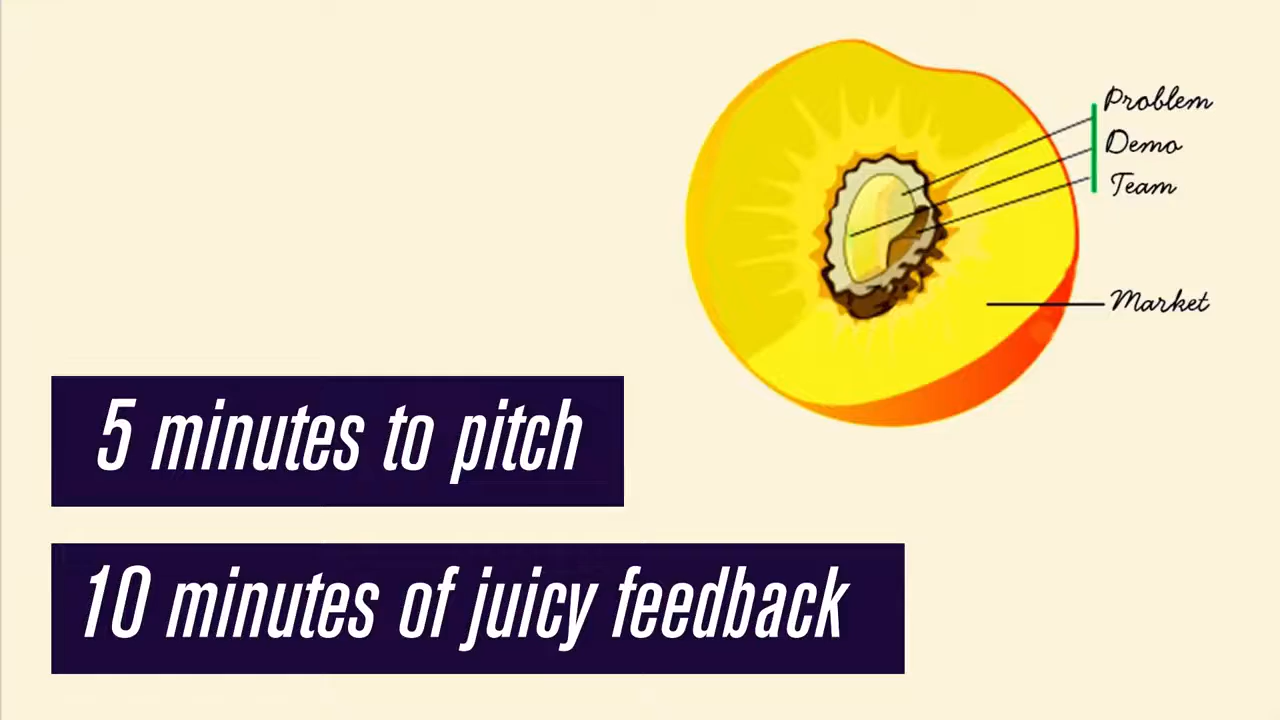 Problem
Demo
Team
Market
5 minutes to pitch
10 minutes of juicy feedback